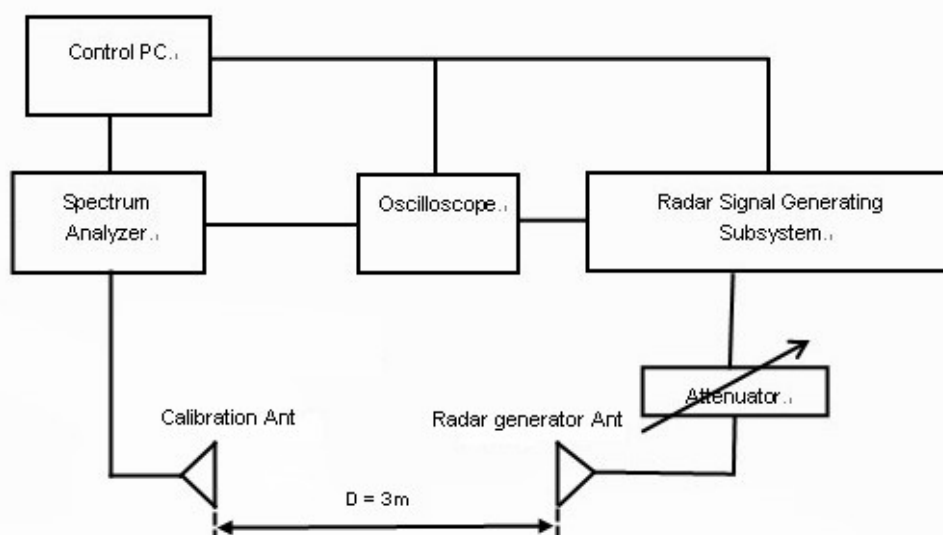 Control PC.
Spectrum
Analyzer.
Oscilloscope.
Radar Signal Generating
Subsystem.
Attenuator.
Calibration Ant
Radar generator Ant
D = 3m